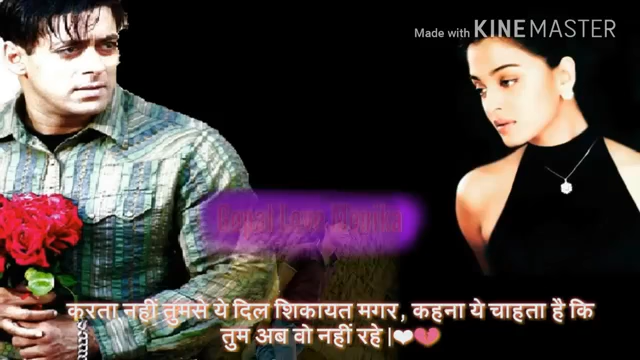 Made with KINEMASTER
करता नहीं तुमसे ये दिल शिकायत मगर , कहना ये चाहता है कि
तुम अब वो नहीं रहे |❤💔